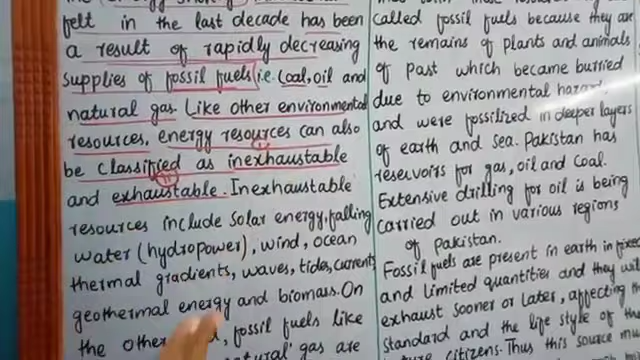 felt in the last decade has been
a result of rapidly decreasing
supplies of fossil fuels i.e. Coal, oil and
natural gas. Like other environmental
resources, energy resources can also
be classified as inexhaustable
and exhaustable. Inexhaustable
resources include Solar energy, falling
water (hydropower), wind, ocean
thermal gradients, waves, tides, currents
geothermal energy and biomass. On
the other, fossil fuels like
natural gas are
called fossil fuels because they are
the remains of plants and animals
of past which became burried
due to environmental
and were fossilized in deeper layers
of earth and Sea. Pakistan has
resevoirs for gas, oil and Coal.
Extensive drilling for oil is being
carried out in various regions
of Pakistan.
Fossil fuels are present in earth in fixed
and limited quantities and they will
exhaust sooner or later, affecting the
Standard and the life style of the
citizens. Thus this source